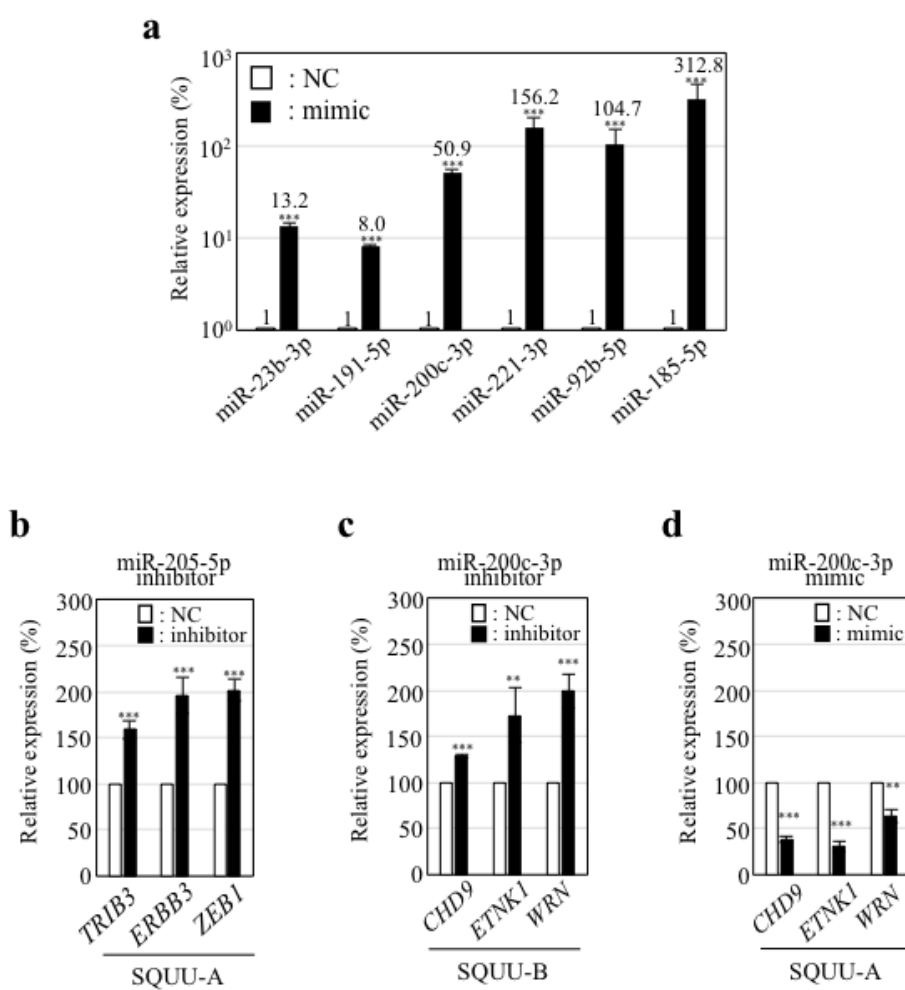 a
Relative expression (%)
10³
10²
10¹
10⁰
: NC
: mimic
13.2
***
8.0
***
50.9
***
156.2
***
104.7
***
312.8
***
1
1
1
1
1
1
miR-23b-3p
miR-191-5p
miR-200c-3p
miR-221-3p
miR-92b-5p
miR-185-5p
b
miR-205-5p
inhibitor
Relative expression (%)
300
250
200
150
100
50
0
: NC
: inhibitor
***
***
***
TRIB3
ERBB3
ZEB1
SQUU-A
c
miR-200c-3p
inhibitor
Relative expression (%)
300
250
200
150
100
50
0
: NC
: inhibitor
***
**
***
CHD9
ETNK1
WRN
SQUU-B
d
miR-200c-3p
mimic
Relative expression (%)
300
250
200
150
100
50
0
: NC
: mimic
***
***
**
CHD9
ETNK1
WRN
SQUU-A